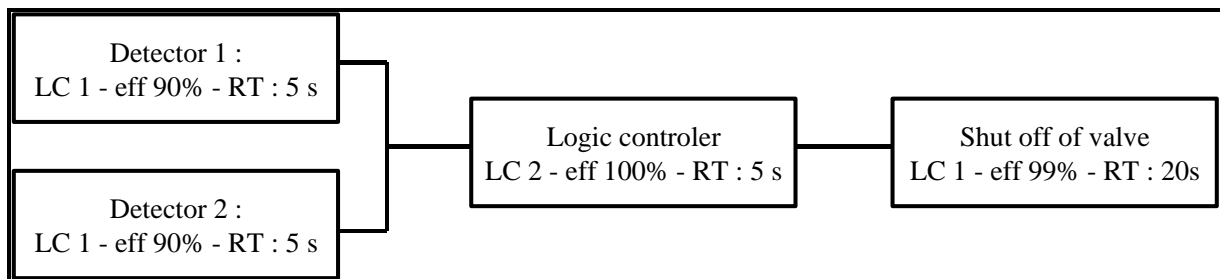 Detector 1 :
LC 1 - eff 90% - RT : 5 s
Logic controler
LC 2 - eff 100% - RT : 5 s
Shut off of valve
LC 1 - eff 99% - RT : 20s
Detector 2 :
LC 1 - eff 90% - RT : 5 s